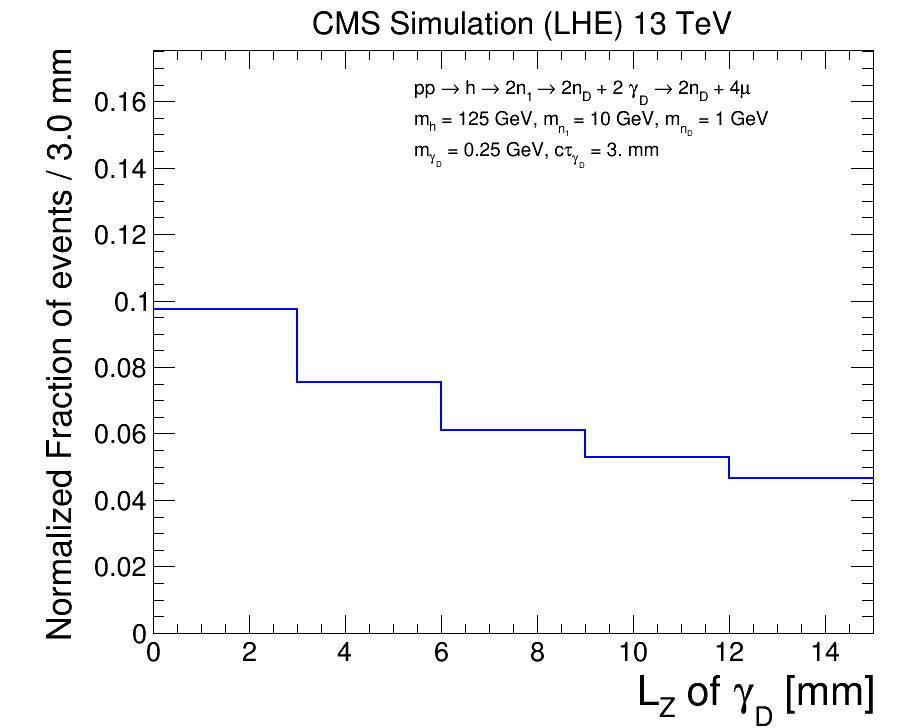 CMS Simulation (LHE) 13 TeV
pp → h → 2n1 → 2nD + 2 γD → 2nD + 4μ
mh = 125 GeV, mn1 = 10 GeV, mnD = 1 GeV
mγD = 0.25 GeV, cτγD = 3. mm
Normalized Fraction of events / 3.0 mm
0.16
0.14
0.12
0.1
0.08
0.06
0.04
0.02
0
0 2 4 6 8 10 12 14
LZ of γD [mm]